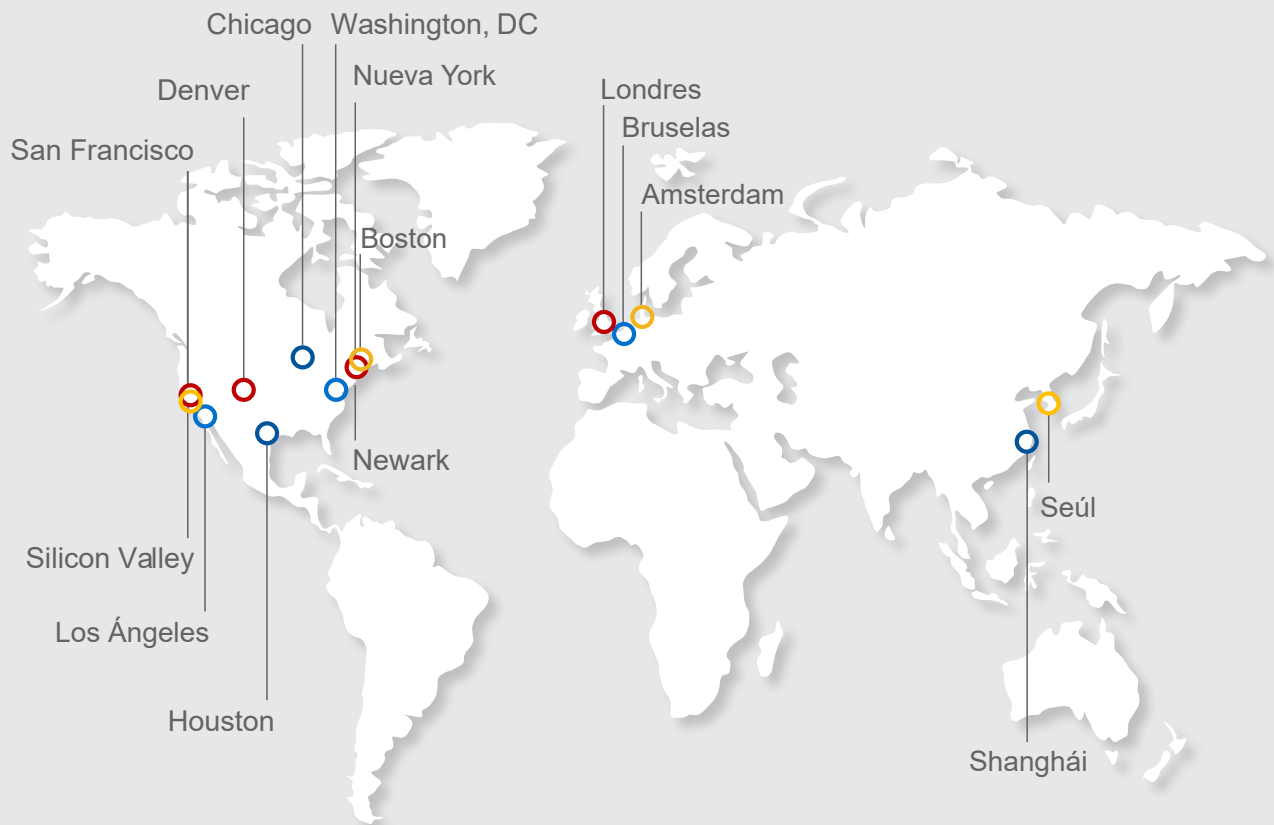 Chicago
Washington, DC
Nueva York
Denver
Londres
Bruselas
San Francisco
Amsterdam
Boston
Newark
Seúl
Silicon Valley
Los Ángeles
Houston
Shanghái